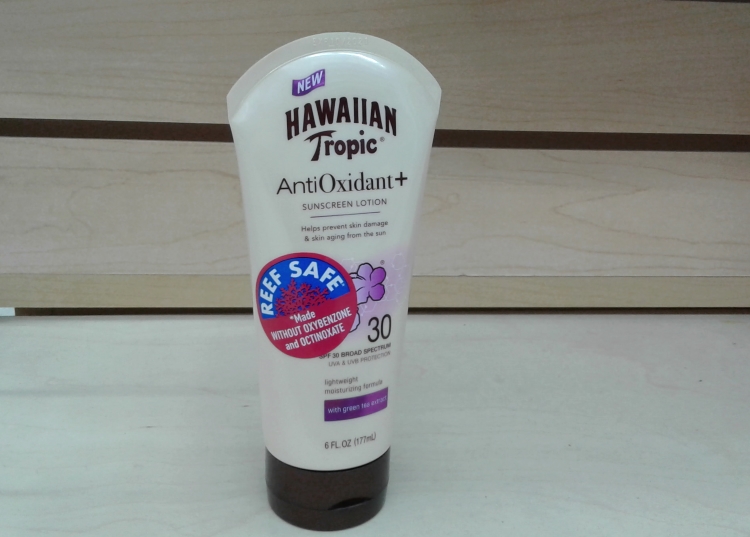 NEW
HAWAIIAN
Tropic®
AntiOxidant+
SUNSCREEN LOTION
Helps prevent skin damage
& skin aging from the sun
REEF SAFE
*Made
WITHOUT OXYBENZONE
and OCTINOXATE
30
SPF 30 BROAD SPECTRUM
UVA & UVB PROTECTION
lightweight
moisturizing formula
with green tea extract
6 FL.OZ (177mL)